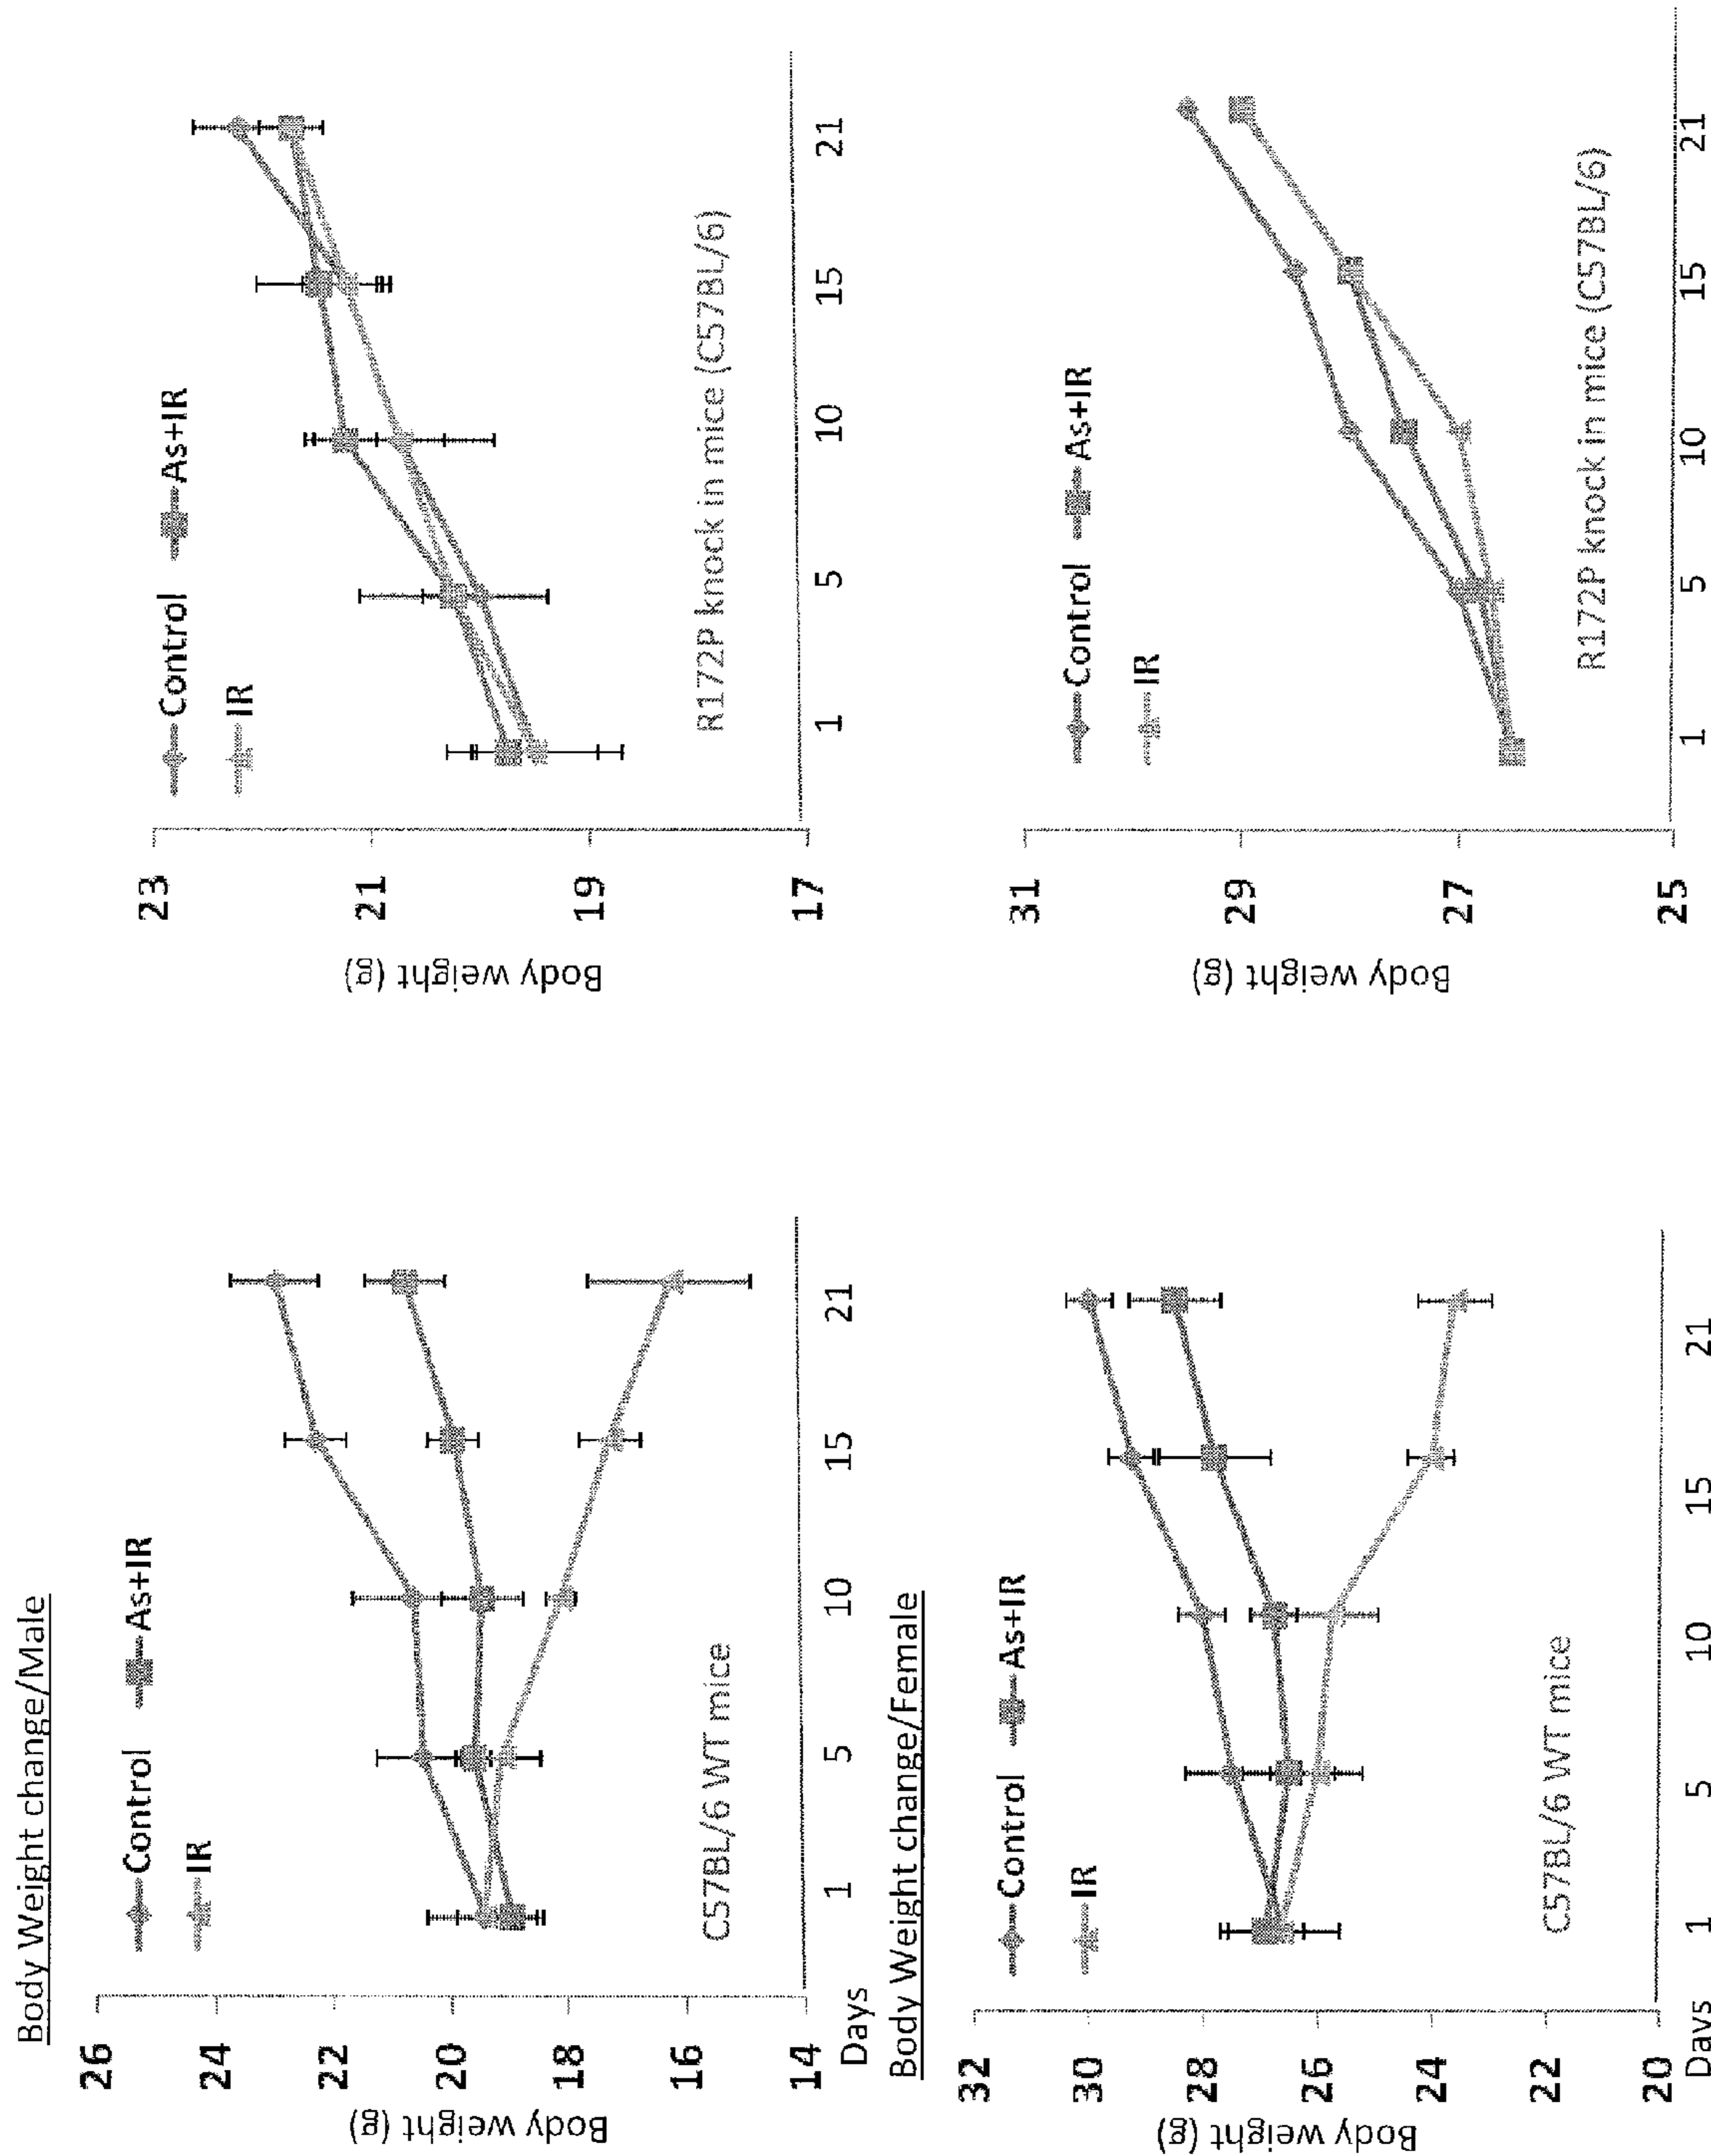 Body Weight change/Male
Control
As+IR
IR
26
24
22
20
18
16
14
Body weight (g)
C57BL/6 WT mice
Days
1
5
10
15
21
Control
As+IR
IR
23
21
19
17
Body weight (g)
R172P knock in mice (C57BL/6)
1
5
10
15
21
Body Weight change/Female
Control
As+IR
IR
32
30
28
26
24
22
20
Body weight (g)
C57BL/6 WT mice
Days
1
5
10
15
21
Control
As+IR
IR
31
29
27
25
Body weight (g)
R172P knock in mice (C57BL/6)
1
5
10
15
21